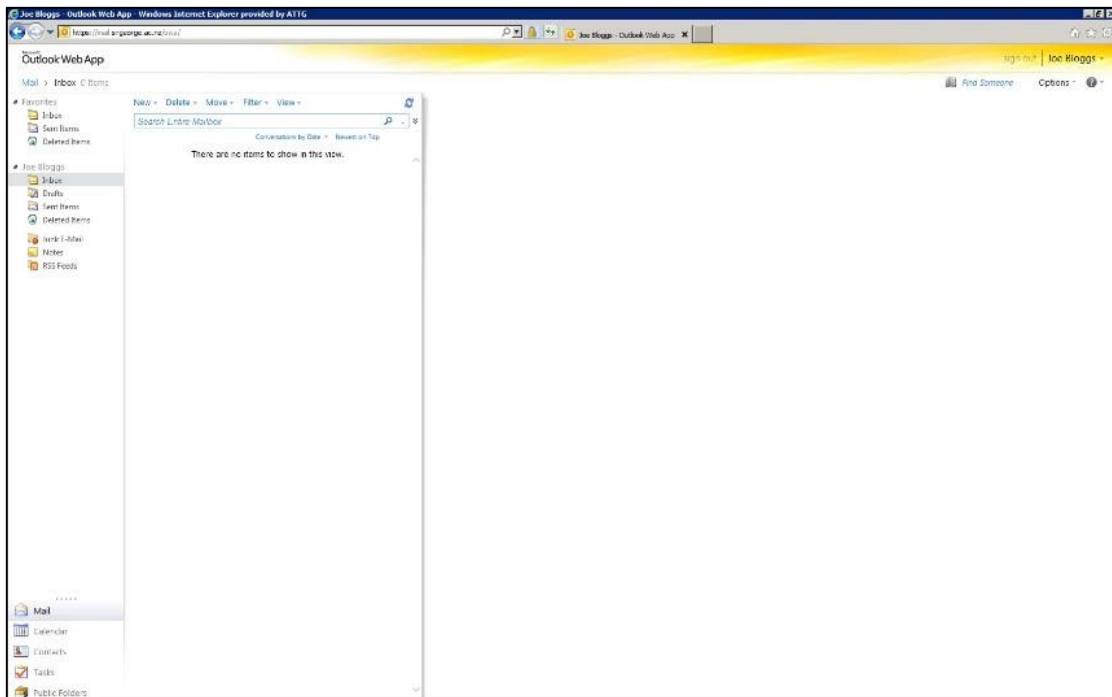 Joe Bloggs - Outlook Web App - Windows Internet Explorer provided by ATTG
Joe Bloggs - Outlook Web App
Outlook Web App
sign out Joe Bloggs
Mail > Inbox 0 Items
Find Someone Options
Favorites
Inbox
Sent Items
Deleted Items
Joe Bloggs
Inbox
Drafts
Sent Items
Deleted Items
Junk E-Mail
Notes
RSS Feeds
New Delete Move Filter View
Search Entire Mailbox
Conversations by Date Newest on Top
There are no items to show in this view.
Mail
Calendar
Contacts
Tasks
Public Folders